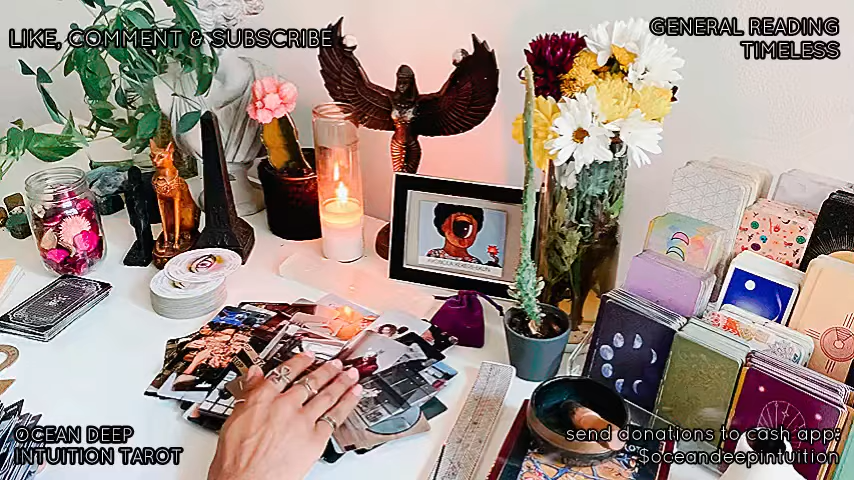 LIKE, COMMENT & SUBSCRIBE
GENERAL READING
TIMELESS
OCEAN DEEP
INTUITION TAROT
send donations to cash app:
$oceandeepintuition